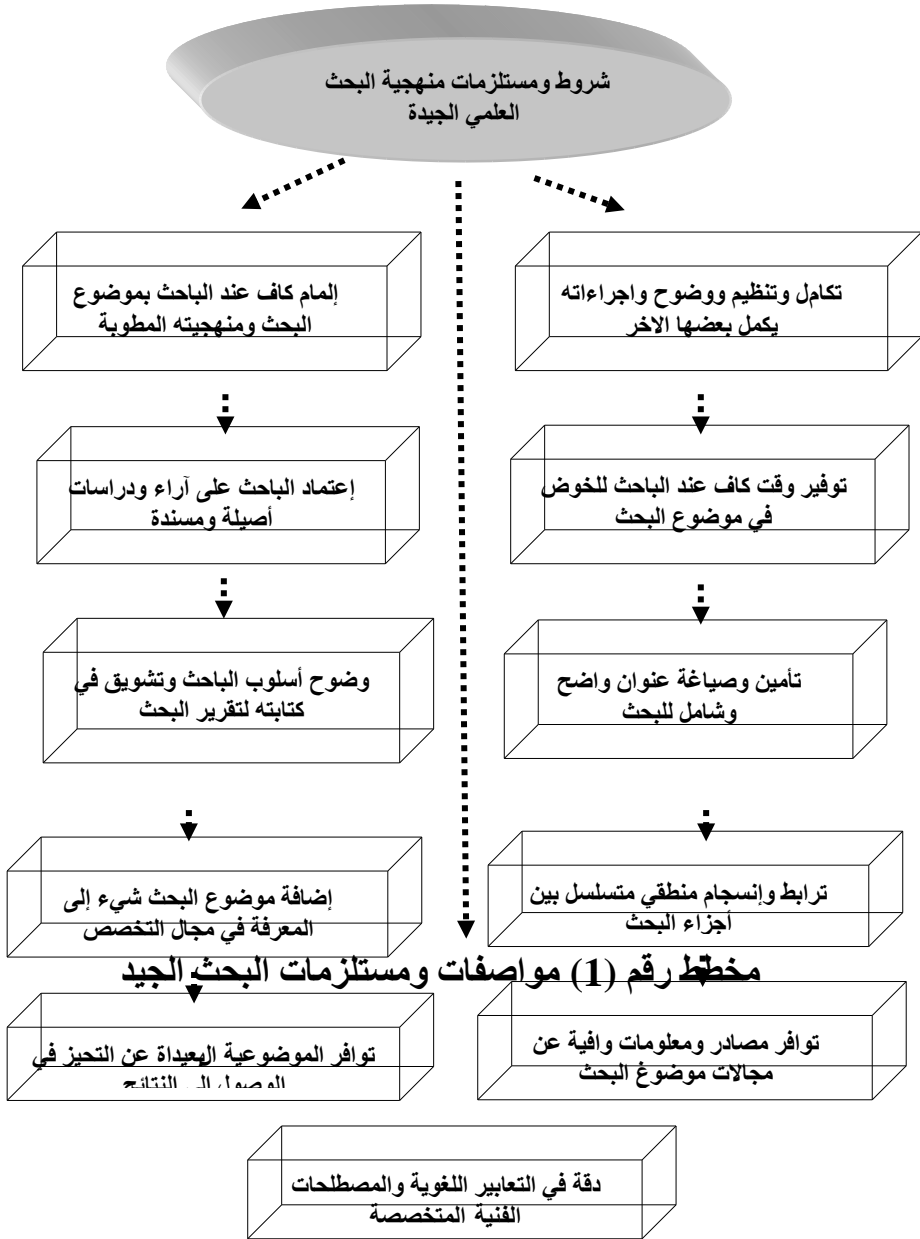 شروط ومستلزمات منهجية البحث
العلمي الجيدة
تكامل وتنظيم ووضوح واجراءاته
يكمل بعضها الاخر
إلمام كاف عند الباحث بموضوع
البحث ومنهجيته المطوبة
توفير وقت كاف عند الباحث للخوض
في موضوع البحث
إعتماد الباحث على آراء ودراسات
أصيلة ومسندة
تأمين وصياغة عنوان واضح
وشامل للبحث
وضوح أسلوب الباحث وتشويق في
كتابته لتقرير البحث
ترابط وإنسجام منطقي متسلسل بين
أجزاء البحث
إضافة موضوع البحث شيء إلى
المعرفة في مجال التخصص
مخطط رقم (1) مواصفات ومستلزمات البحث الجيد
توافر مصادر ومعلومات وافية عن
مجالات موضوع البحث
توافر الموضوعية البعيداة عن التحيز في
الوصول إلى النتائج
دقة في التعابير اللغوية والمصطلحات
الفنية المتخصصة